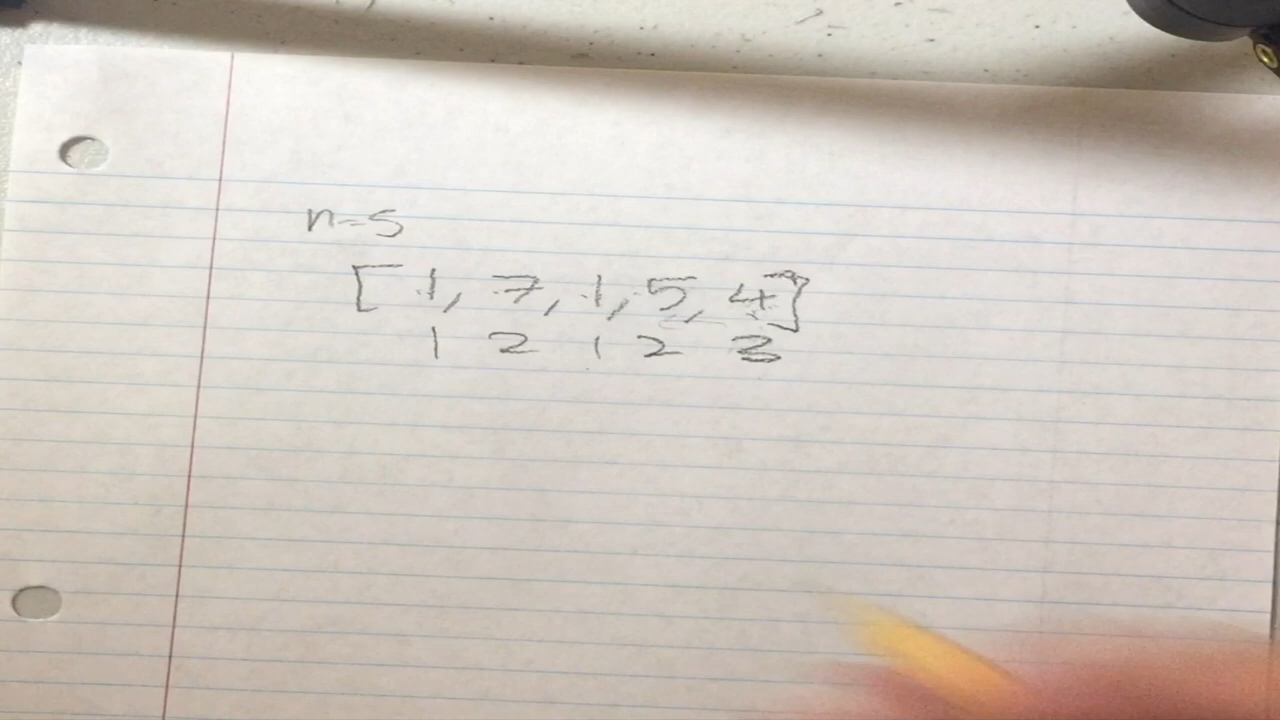 n=5
[1, 7, 1, 5, 4]
1 2 1 2 3